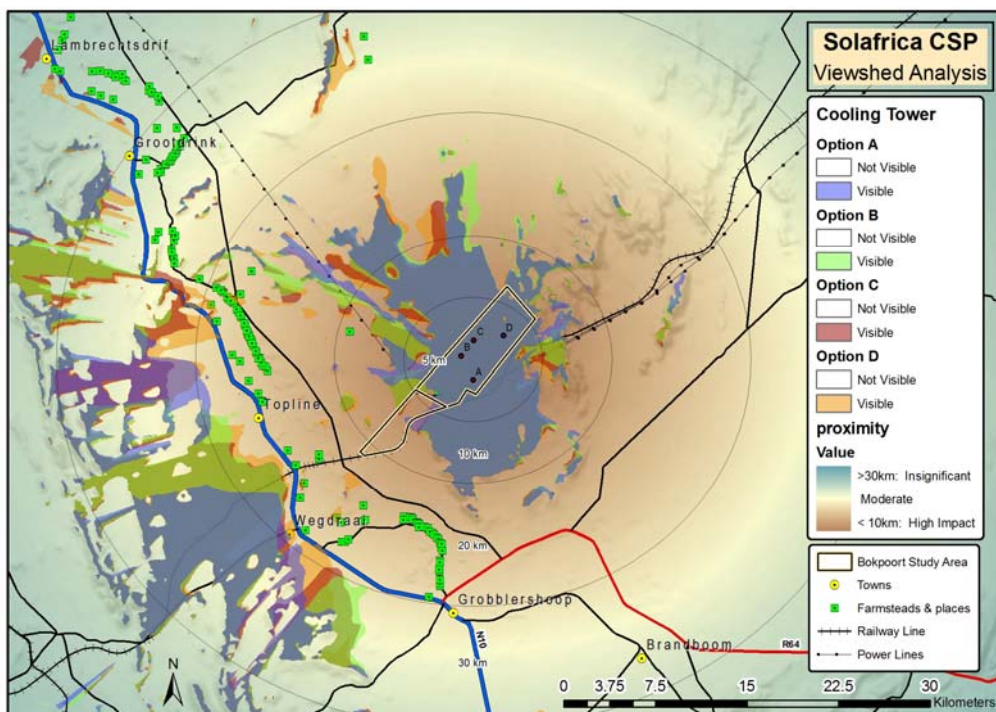 Solafrica CSP
Viewshed Analysis
Cooling Tower
Option A
Not Visible
Visible
Option B
Not Visible
Visible
Option C
Not Visible
Visible
Option D
Not Visible
Visible
proximity
Value
>30km: Insignificant
Moderate
< 10km: High Impact
Bokpoort Study Area
Towns
Farmsteads & places
Railway Line
Power Lines
Lambrechtsdrif
Grootdrink
D
C
B
5 km
A
Topline
10 km
Wegdraai
20 km
Grobblershoop
N10
30 km
Brandboom
R64
N
0 3.75 7.5 15 22.5 30
Kilometers